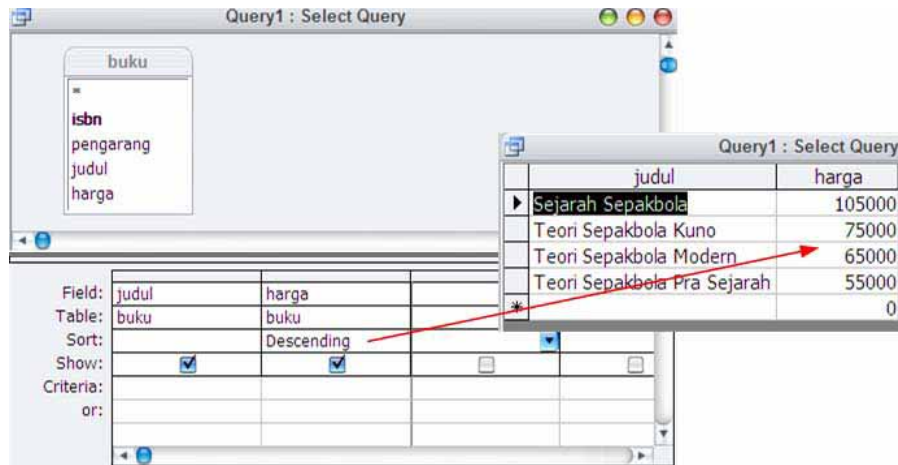 Query1 : Select Query
buku
*
isbn
pengarang
judul
harga
Query1 : Select Query
judul harga
Sejarah Sepakbola 105000
Teori Sepakbola Kuno 75000
Teori Sepakbola Modern 65000
Teori Sepakbola Pra Sejarah 55000
* 0
Field: judul harga
Table: buku buku
Sort: Descending
Show:
Criteria:
or: